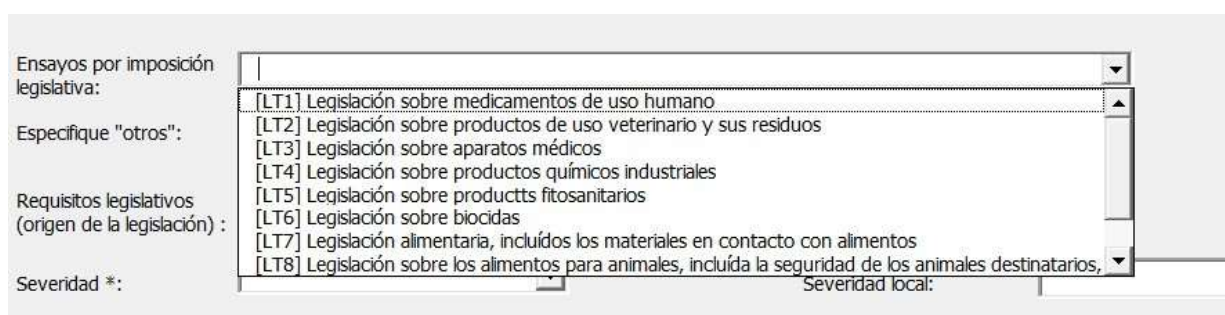 Ensayos por imposición
legislativa:
[LT1] Legislación sobre medicamentos de uso humano
[LT2] Legislación sobre productos de uso veterinario y sus residuos
Especifique "otros":
[LT3] Legislación sobre aparatos médicos
[LT4] Legislación sobre productos químicos industriales
[LT5] Legislación sobre productts fitosanitarios
Requisitos legislativos
(origen de la legislación) :
[LT6] Legislación sobre biocidas
[LT7] Legislación alimentaria, incluídos los materiales en contacto con alimentos
[LT8] Legislación sobre los alimentos para animales, incluída la seguridad de los animales destinatarios,
Severidad *:
Severidad local: